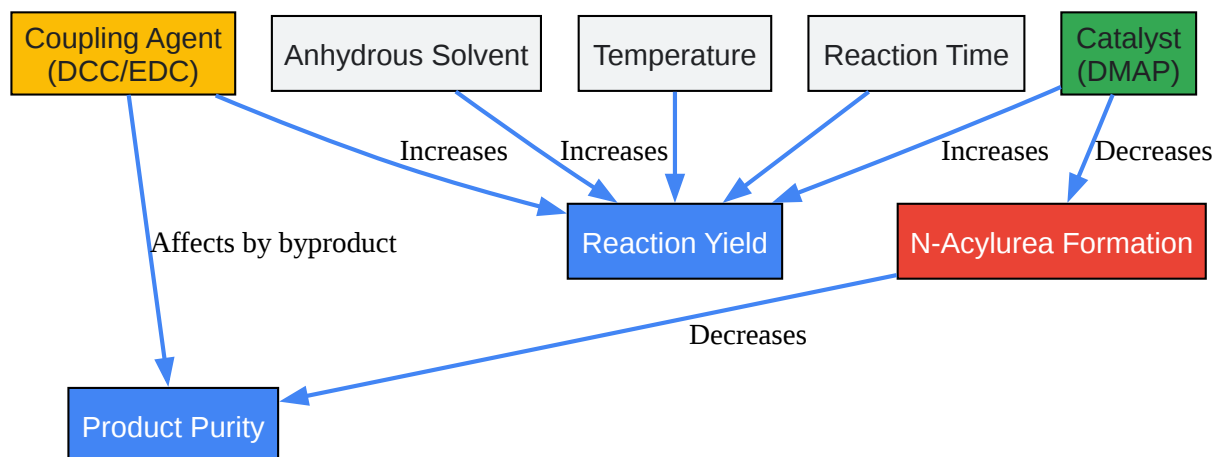 Coupling Agent
(DCC/EDC)
Anhydrous Solvent
Temperature
Reaction Time
Catalyst
(DMAP)
Increases
Increases
Increases
Decreases
Affects by byproduct
Reaction Yield
N-Acylurea Formation
Decreases
Product Purity